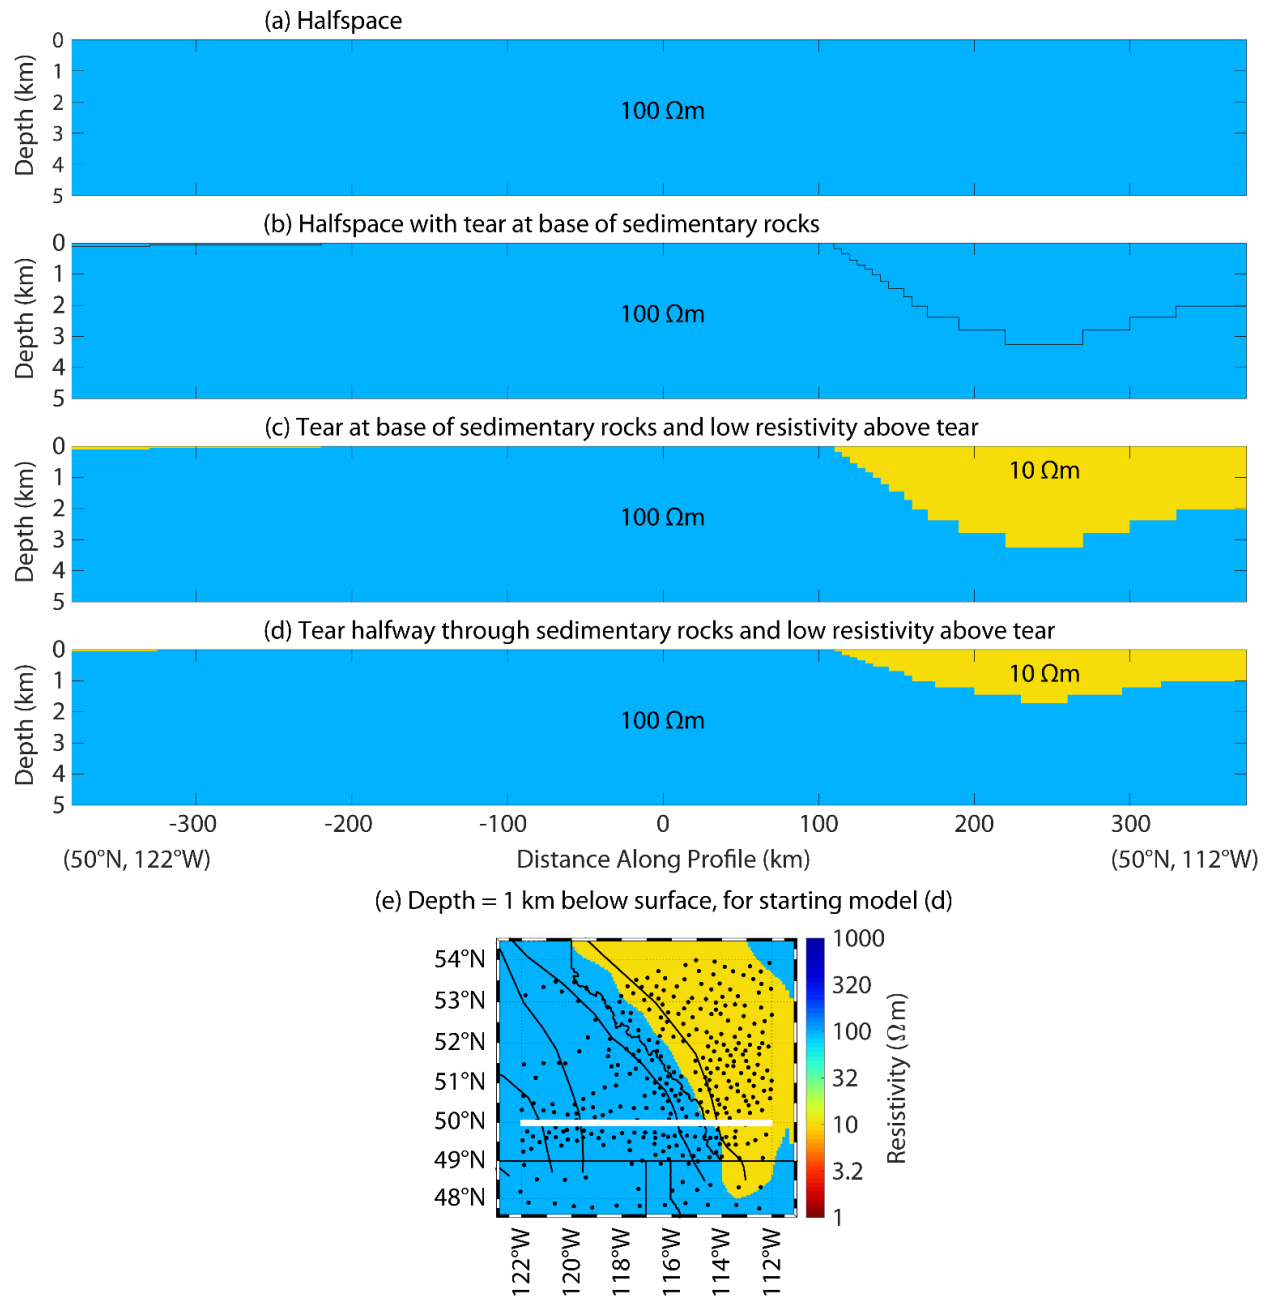 (a) Halfspace
0
1
2
3
4
5
Depth (km)
100 Ωm
(b) Halfspace with tear at base of sedimentary rocks
0
1
2
3
4
5
Depth (km)
100 Ωm
(c) Tear at base of sedimentary rocks and low resistivity above tear
0
1
2
3
4
5
Depth (km)
100 Ωm
10 Ωm
(d) Tear halfway through sedimentary rocks and low resistivity above tear
0
1
2
3
4
5
Depth (km)
100 Ωm
10 Ωm
-300 -200 -100 0 100 200 300
(50°N, 122°W) Distance Along Profile (km) (50°N, 112°W)
(e) Depth = 1 km below surface, for starting model (d)
54°N
53°N
52°N
51°N
50°N
49°N
48°N
122°W
120°W
118°W
116°W
114°W
112°W
1000
320
100
32
10
3.2
1
Resistivity (Ωm)